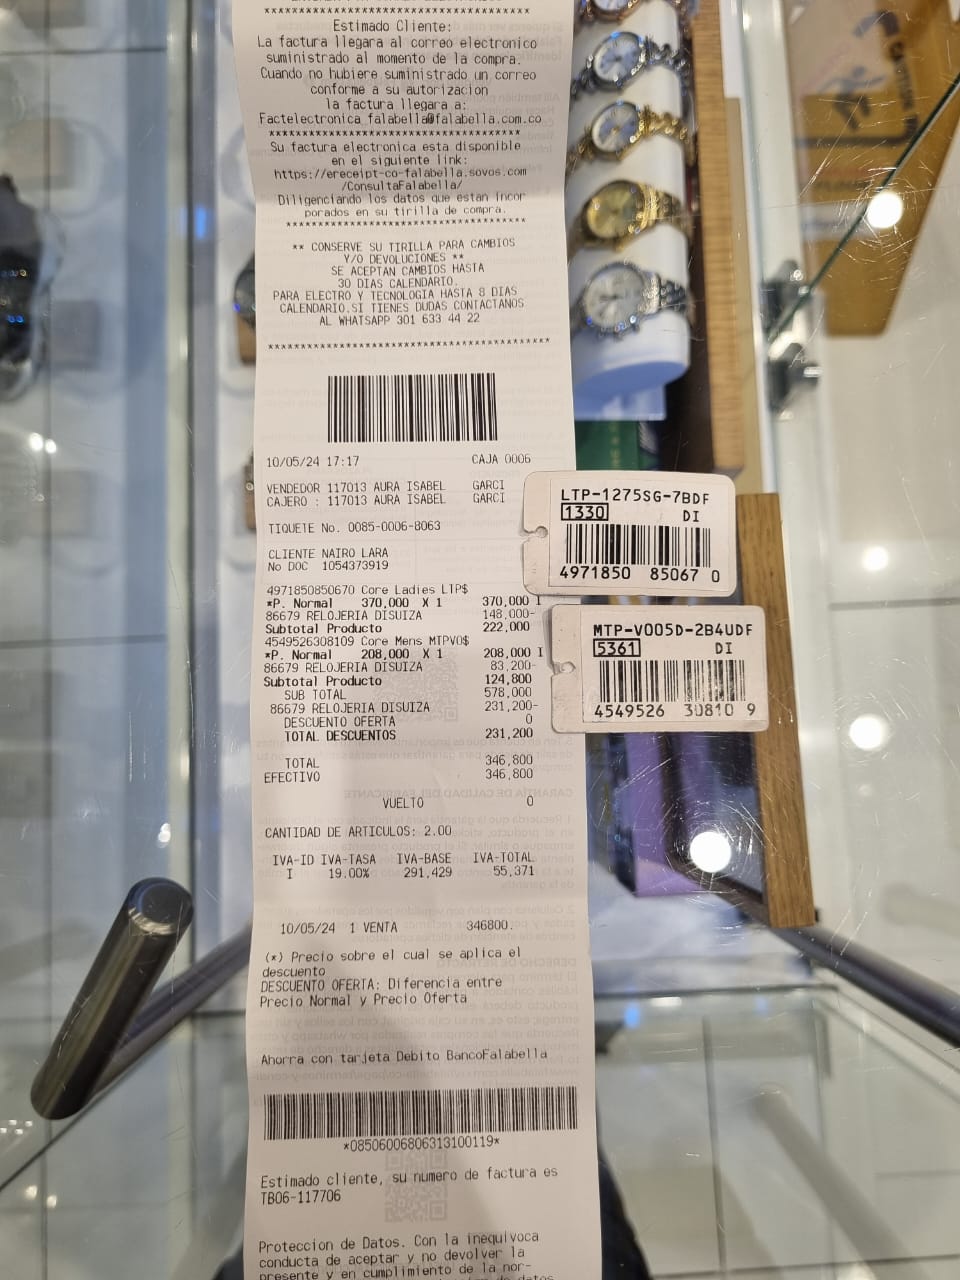 ***********************************
Estimado Cliente:
La factura llegara al correo electronico
suministrado al momento de la compra.
Cuando no hubiere suministrado un correo
conforme a su autorizacion
la factura llegara a:
Factelectronica_falabella@falabella.com.co
***********************************
Su factura electronica esta disponible
en el siguiente link:
https://ereceipt-co-falabella.sovos.com
/ConsultaFalabella/
Diligenciando los datos que estan incor
porados en su tirilla de compra.
***********************************
** CONSERVE SU TIRILLA PARA CAMBIOS
Y/O DEVOLUCIONES **
SE ACEPTAN CAMBIOS HASTA
30 DIAS CALENDARIO.
PARA ELECTRO Y TECNOLOGIA HASTA 8 DIAS
CALENDARIO.SI TIENES DUDAS CONTACTANOS
AL WHATSAPP 301 633 44 22
***************************************
10/05/24 17:17 CAJA 0006
VENDEDOR 117013 AURA ISABEL GARCI
CAJERO : 117013 AURA ISABEL GARCI
TIQUETE No. 0085-0006-8063
CLIENTE NAIRO LARA
No DOC 1054373919
4971850850670 Core Ladies LTP$
*P. Normal 370,000 X 1 370,000 I
86679 RELOJERIA DISUIZA 148,000-
Subtotal Producto 222,000
4549526308109 Core Mens MTPV0$
*P. Normal 208,000 X 1 208,000 I
86679 RELOJERIA DISUIZA 83,200-
Subtotal Producto 124,800
SUB TOTAL 578,000
86679 RELOJERIA DISUIZA 231,200-
DESCUENTO OFERTA 0
TOTAL DESCUENTOS 231,200
TOTAL 346,800
EFECTIVO 346,800
VUELTO 0
CANTIDAD DE ARTICULOS: 2.00
IVA-ID IVA-TASA IVA-BASE IVA-TOTAL
I 19.00% 291,429 55,371
10/05/24 1 VENTA 346800.
(*) Precio sobre el cual se aplica el
descuento
DESCUENTO OFERTA: Diferencia entre
Precio Normal y Precio Oferta
Ahorra con tarjeta Debito BancoFalabella
*08506006806313100119*
Estimado cliente, su numero de factura es
TB06-117706
Proteccion de Datos. Con la inequivoca
conducta de aceptar y no devolver la
presente y en cumplimiento de la nor-
LTP-1275SG-7BDF
1330 DI
4971850 85067 0
MTP-V005D-2B4UDF
5361 DI
4549526 30810 9